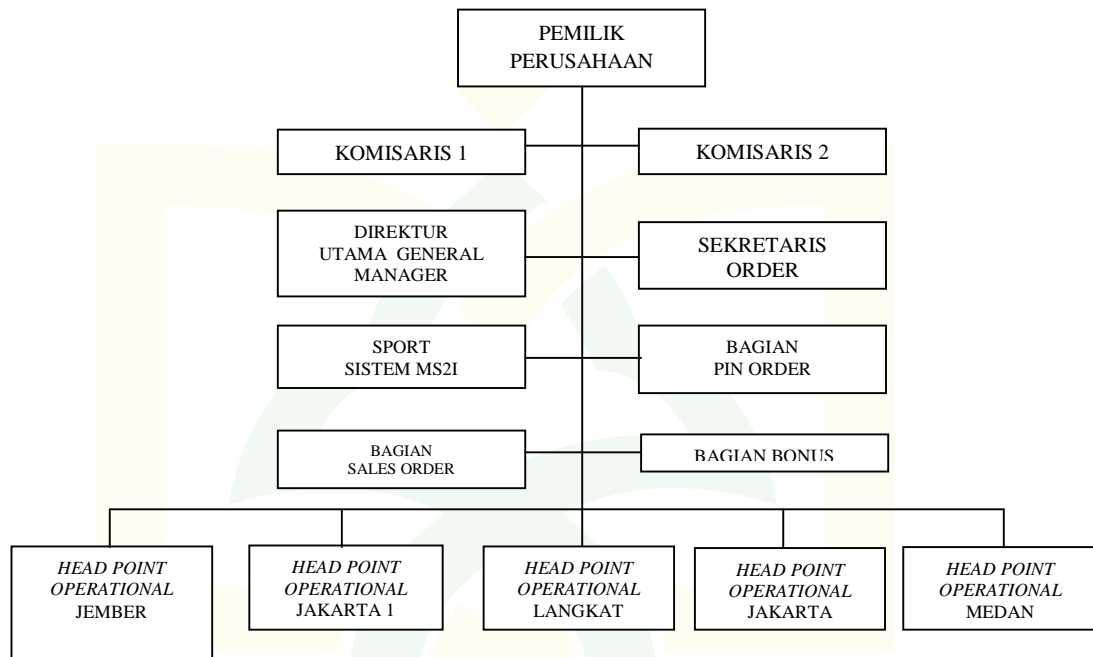 PEMILIK
PERUSAHAAN
KOMISARIS 1
KOMISARIS 2
DIREKTUR
UTAMA GENERAL
MANAGER
SEKRETARIS
ORDER
SPORT
SISTEM MS2I
BAGIAN
PIN ORDER
BAGIAN
SALES ORDER
BAGIAN BONUS
HEAD POINT
OPERATIONAL
JEMBER
HEAD POINT
OPERATIONAL
JAKARTA 1
HEAD POINT
OPERATIONAL
LANGKAT
HEAD POINT
OPERATIONAL
JAKARTA
HEAD POINT
OPERATIONAL
MEDAN